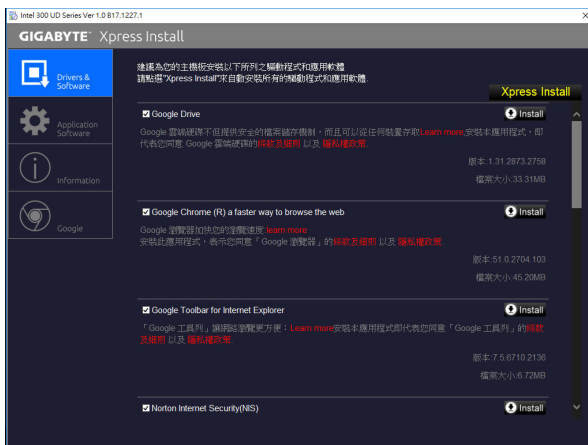 Intel 300 UD Series Ver 1.0 B17.1227.1
GIGABYTE™ Xpress Install
Drivers & Software
Application Software
Information
Google
建議為您的主機板安裝以下所列之驅動程式和應用軟體
請點選"Xpress Install"來自動安裝所有的驅動程式和應用軟體.
Xpress Install
Google Drive
Install
Google 雲端硬碟不但提供安全的檔案儲存機制，而且可以從任何裝置存取Learn more.安裝本應用程式，即
代表您同意 Google 雲端硬碟的條款及細則 以及 隱私權政策.
版本:1.31.2873.2758
檔案大小:33.31MB
Google Chrome (R) a faster way to browse the web
Install
Google 瀏覽器加快您的瀏覽速度 learn more
安裝此應用程式，表示您同意「Google 瀏覽器」的條款及細則 以及 隱私權政策.
版本:51.0.2704.103
檔案大小:45.20MB
Google Toolbar for Internet Explorer
Install
「Google 工具列」讓網路瀏覽更方便：Learn more安裝本應用程式即代表您同意「Google 工具列」的條款
及細則 以及 隱私權政策.
版本:7.5.6710.2136
檔案大小:6.72MB
Norton Internet Security(NIS)
Install